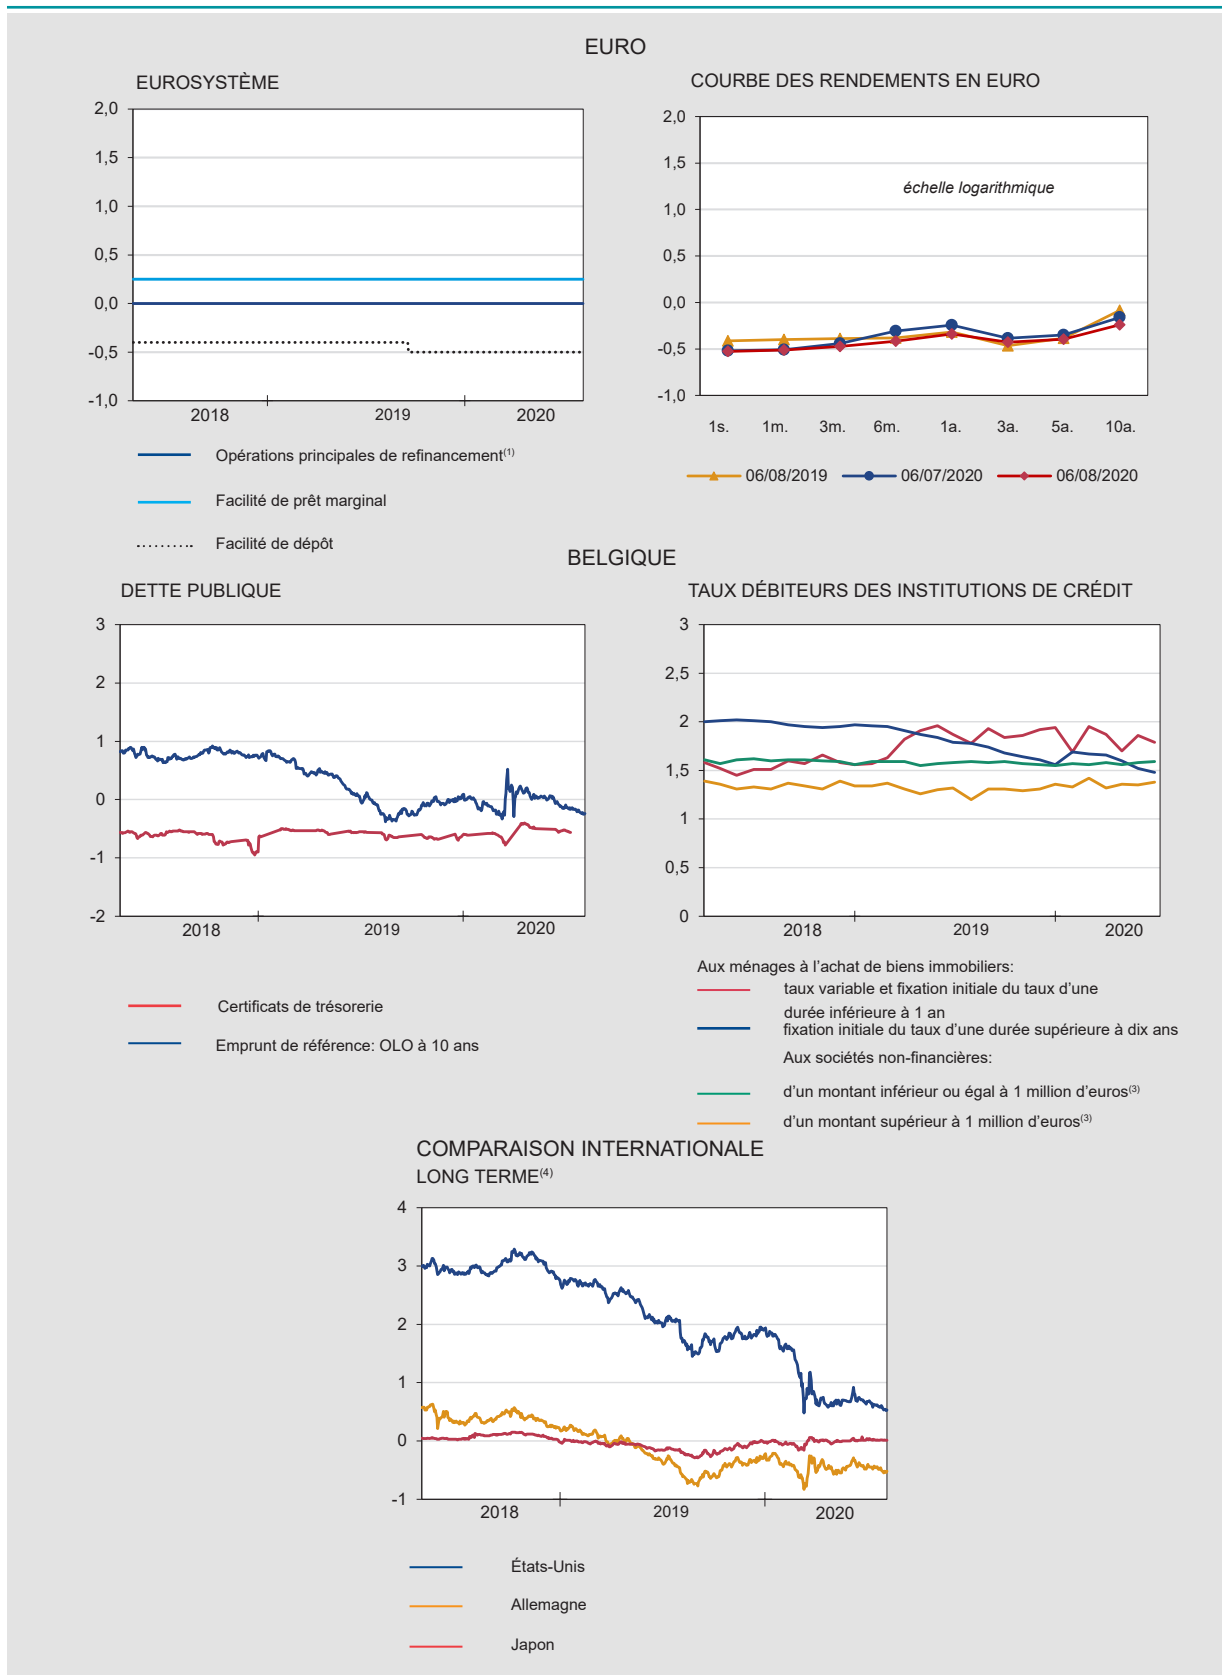 EURO
EUROSYSTÈME
2,0
1,5
1,0
0,5
0,0
-0,5
-1,0
2018 2019 2020
Opérations principales de refinancement(1)
Facilité de prêt marginal
Facilité de dépôt
COURBE DES RENDEMENTS EN EURO
2,0
1,5
1,0
0,5
0,0
-0,5
-1,0
échelle logarithmique
1s. 1m. 3m. 6m. 1a. 3a. 5a. 10a.
06/08/2019 06/07/2020 06/08/2020
BELGIQUE
DETTE PUBLIQUE
3
2
1
0
-1
-2
2018 2019 2020
Certificats de trésorerie
Emprunt de référence: OLO à 10 ans
TAUX DÉBITEURS DES INSTITUTIONS DE CRÉDIT
3
2,5
2
1,5
1
0,5
0
2018 2019 2020
Aux ménages à l’achat de biens immobiliers:
taux variable et fixation initiale du taux d’une
durée inférieure à 1 an
fixation initiale du taux d’une durée supérieure à dix ans
Aux sociétés non-financières:
d’un montant inférieur ou égal à 1 million d’euros(3)
d’un montant supérieur à 1 million d’euros(3)
COMPARAISON INTERNATIONALE
LONG TERME(4)
4
3
2
1
0
-1
2018 2019 2020
États-Unis
Allemagne
Japon